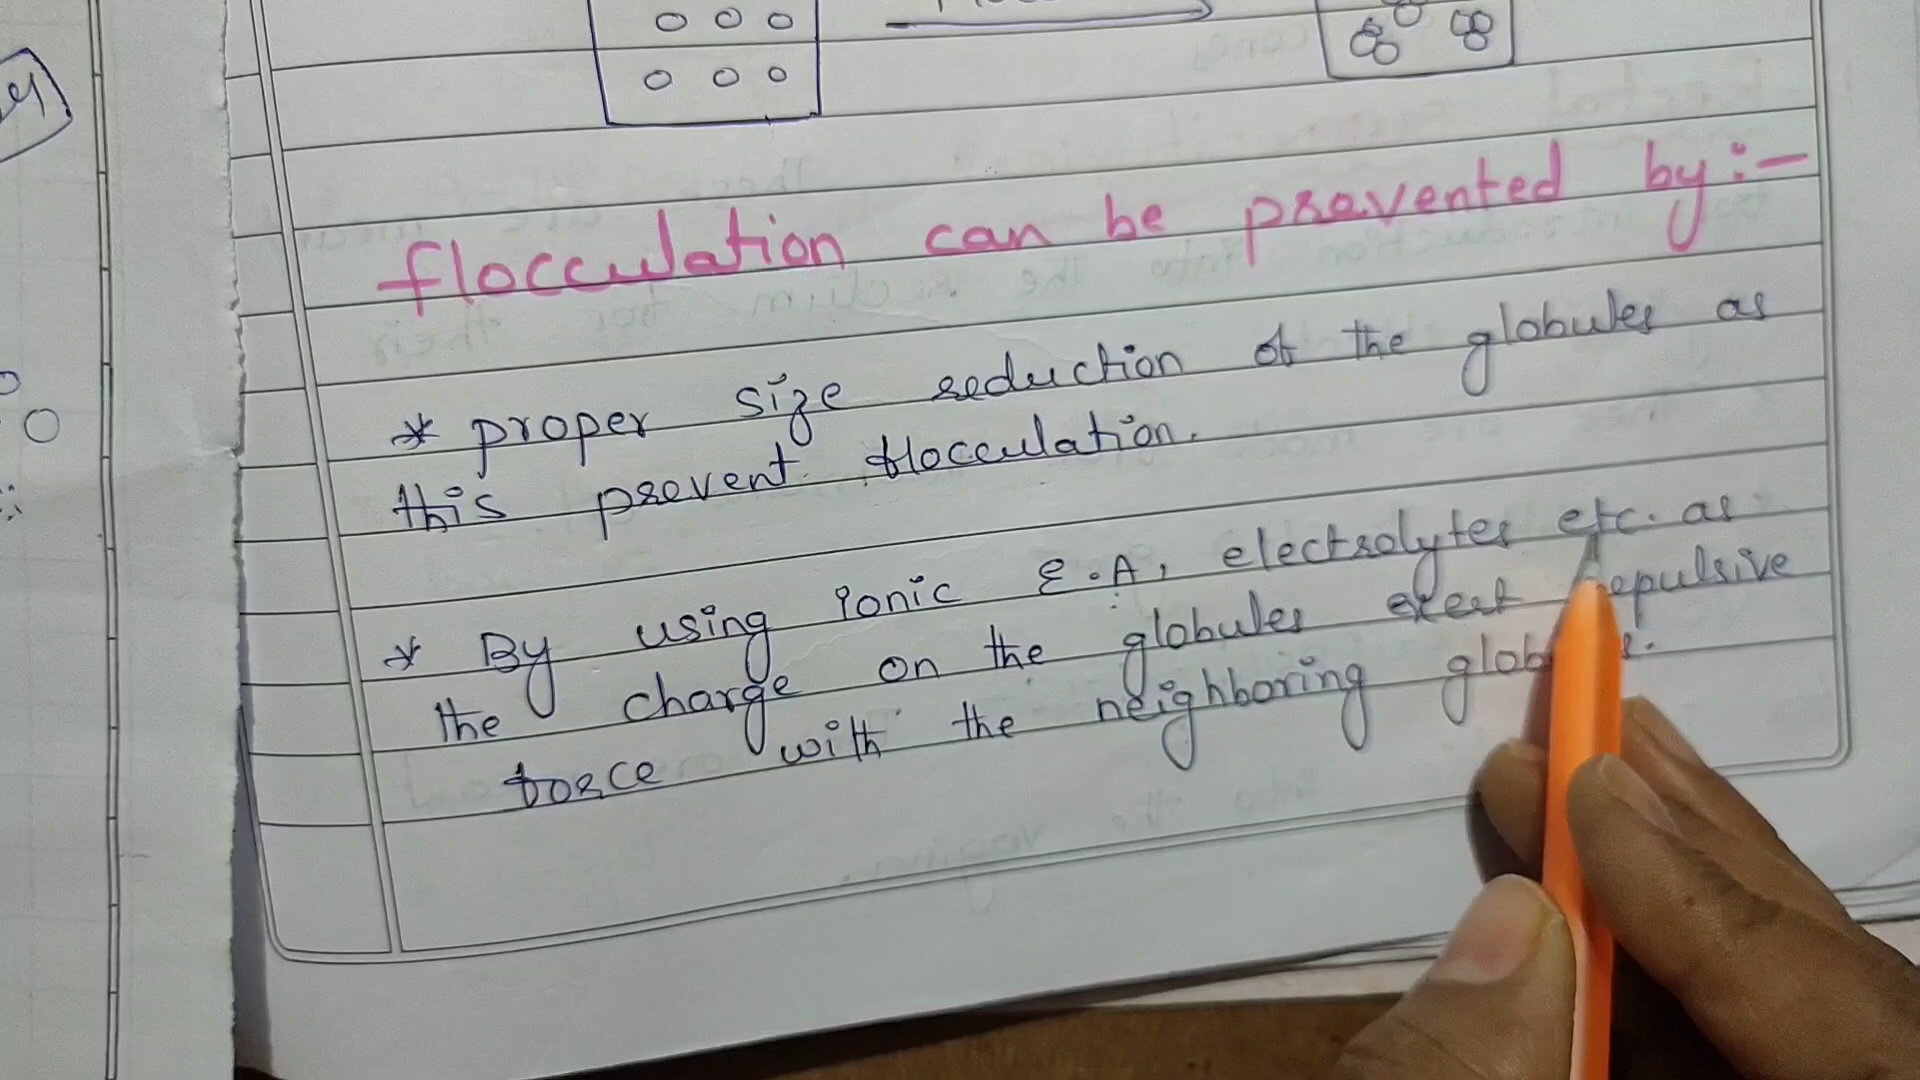 flocculation can be prevented by:-
* proper size reduction of the globules as
this prevent flocculation.
* By using ionic E.A, electrolytes etc. as
the charge on the globules exert repulsive
force with the neighboring